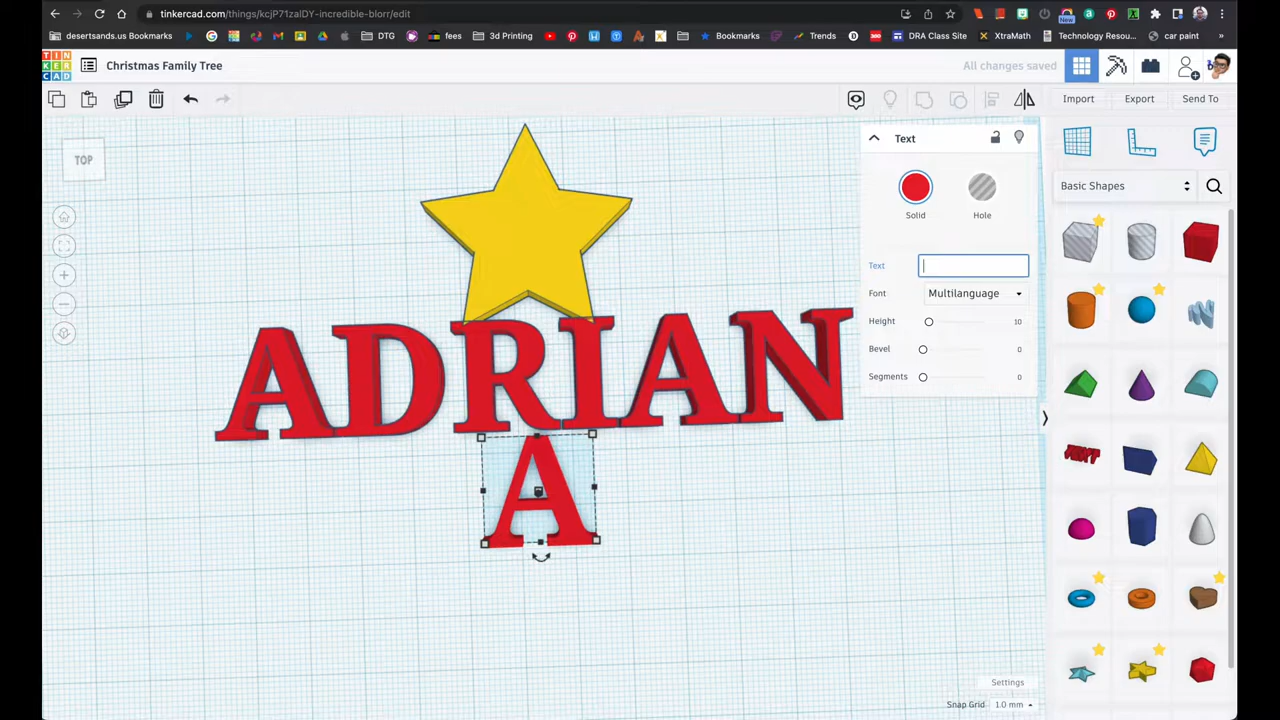 tinkercad.com/things/kcjP71zalDY-incredible-blorr/edit
desertsands.us Bookmarks
DTG
fees
3d Printing
Bookmarks
Trends
DRA Class Site
XtraMath
Technology Resou...
car paint
New
TIN
KER
CAD
Christmas Family Tree
All changes saved
Import
Export
Send To
TOP
Text
Solid
Hole
Text
Font
Multilanguage
Height
10
Bevel
0
Segments
0
Basic Shapes
ADRIAN
A
TEXT
Settings
Snap Grid
1.0 mm